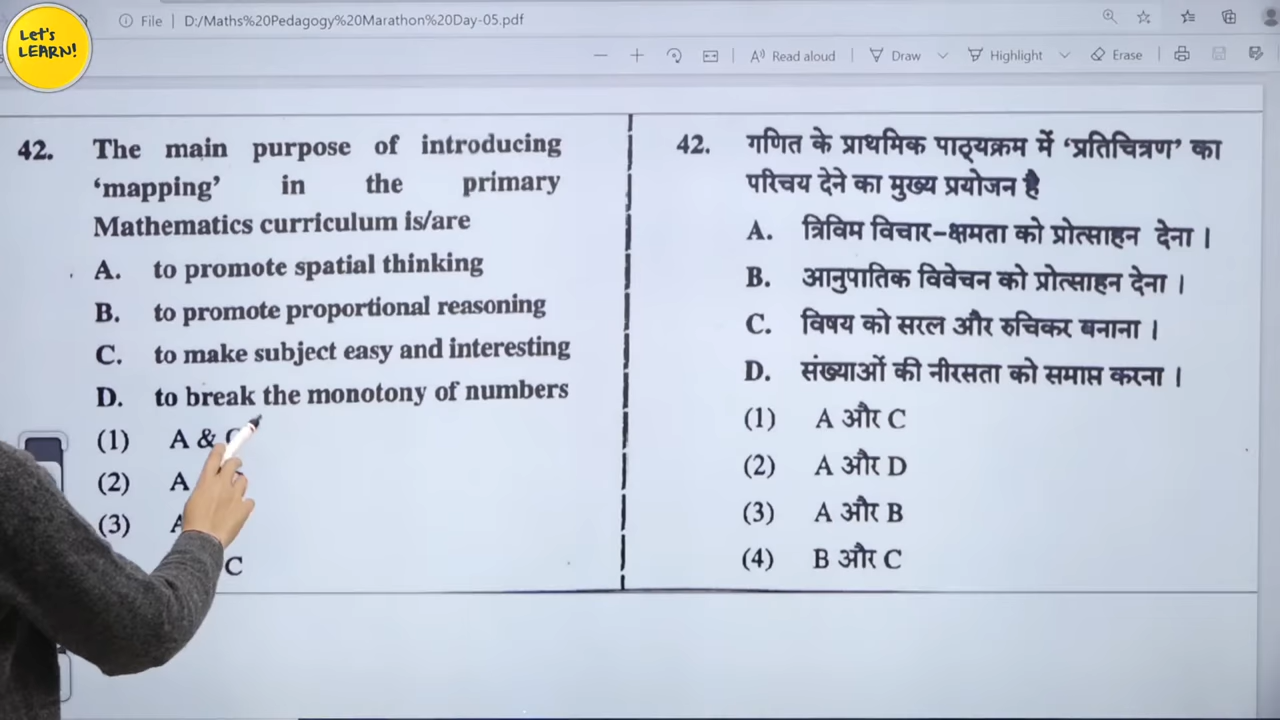 Let's
LEARN!
File | D:/Maths%20Pedagogy%20Marathon%20Day-05.pdf
Read aloud
Draw
Highlight
Erase
42. The main purpose of introducing
‘mapping’ in the primary
Mathematics curriculum is/are
A. to promote spatial thinking
B. to promote proportional reasoning
C. to make subject easy and interesting
D. to break the monotony of numbers
(1) A &
(2) A
(3)
C
42. गणित के प्राथमिक पाठ्यक्रम में ‘प्रतिचित्रण’ का
परिचय देने का मुख्य प्रयोजन है
A. त्रिविम विचार-क्षमता को प्रोत्साहन देना ।
B. आनुपातिक विवेचन को प्रोत्साहन देना ।
C. विषय को सरल और रुचिकर बनाना ।
D. संख्याओं की नीरसता को समाप्त करना ।
(1) A और C
(2) A और D
(3) A और B
(4) B और C